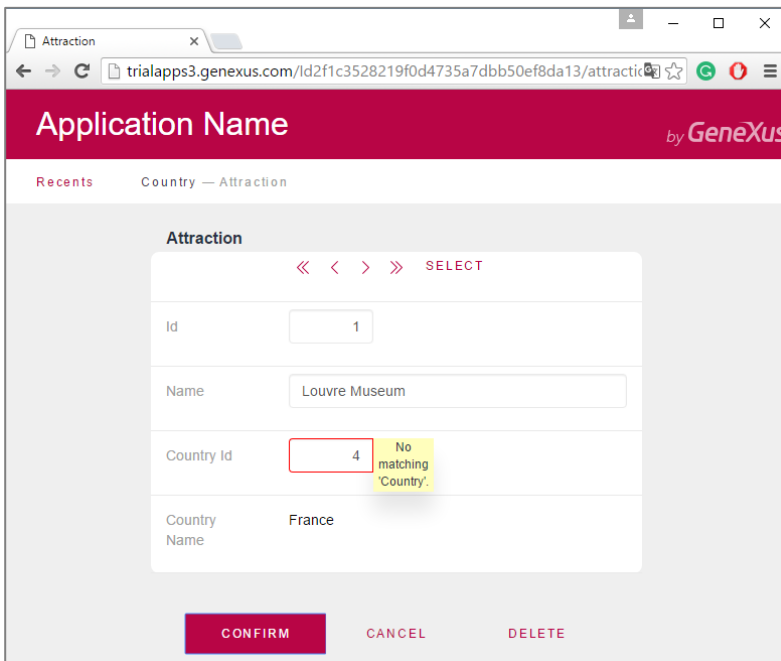 Attraction
trialapps3.genexus.com/Id2f1c3528219f0d4735a7dbb50ef8da13/attractic
Application Name
by GeneXus
Recents Country — Attraction
Attraction
SELECT
Id 1
Name Louvre Museum
Country Id 4
No
matching
'Country'.
Country
Name
France
CONFIRM CANCEL DELETE